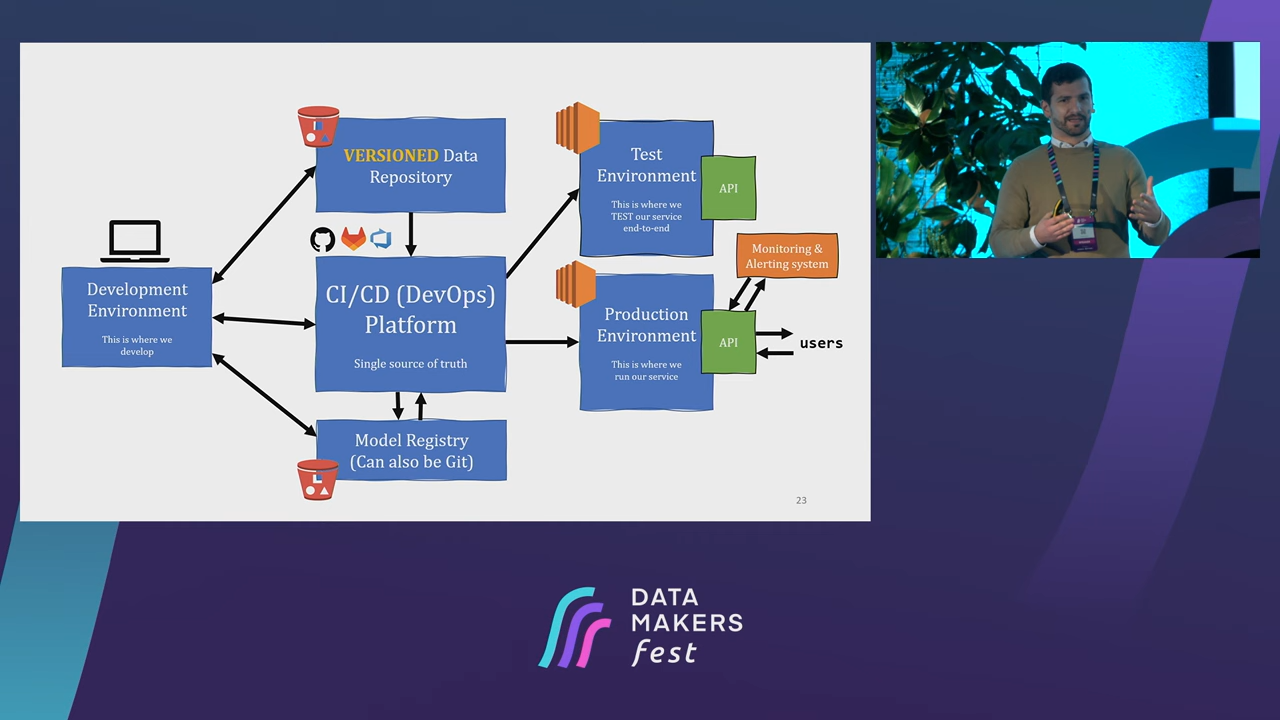 VERSIONED Data
Repository
Development
Environment
This is where we
develop
CI/CD (DevOps)
Platform
Single source of truth
Model Registry
(Can also be Git)
Test
Environment
This is where we
TEST our service
end-to-end
API
Monitoring &
Alerting system
Production
Environment
This is where we
run our service
API
users
23
DATA
MAKERS
fest